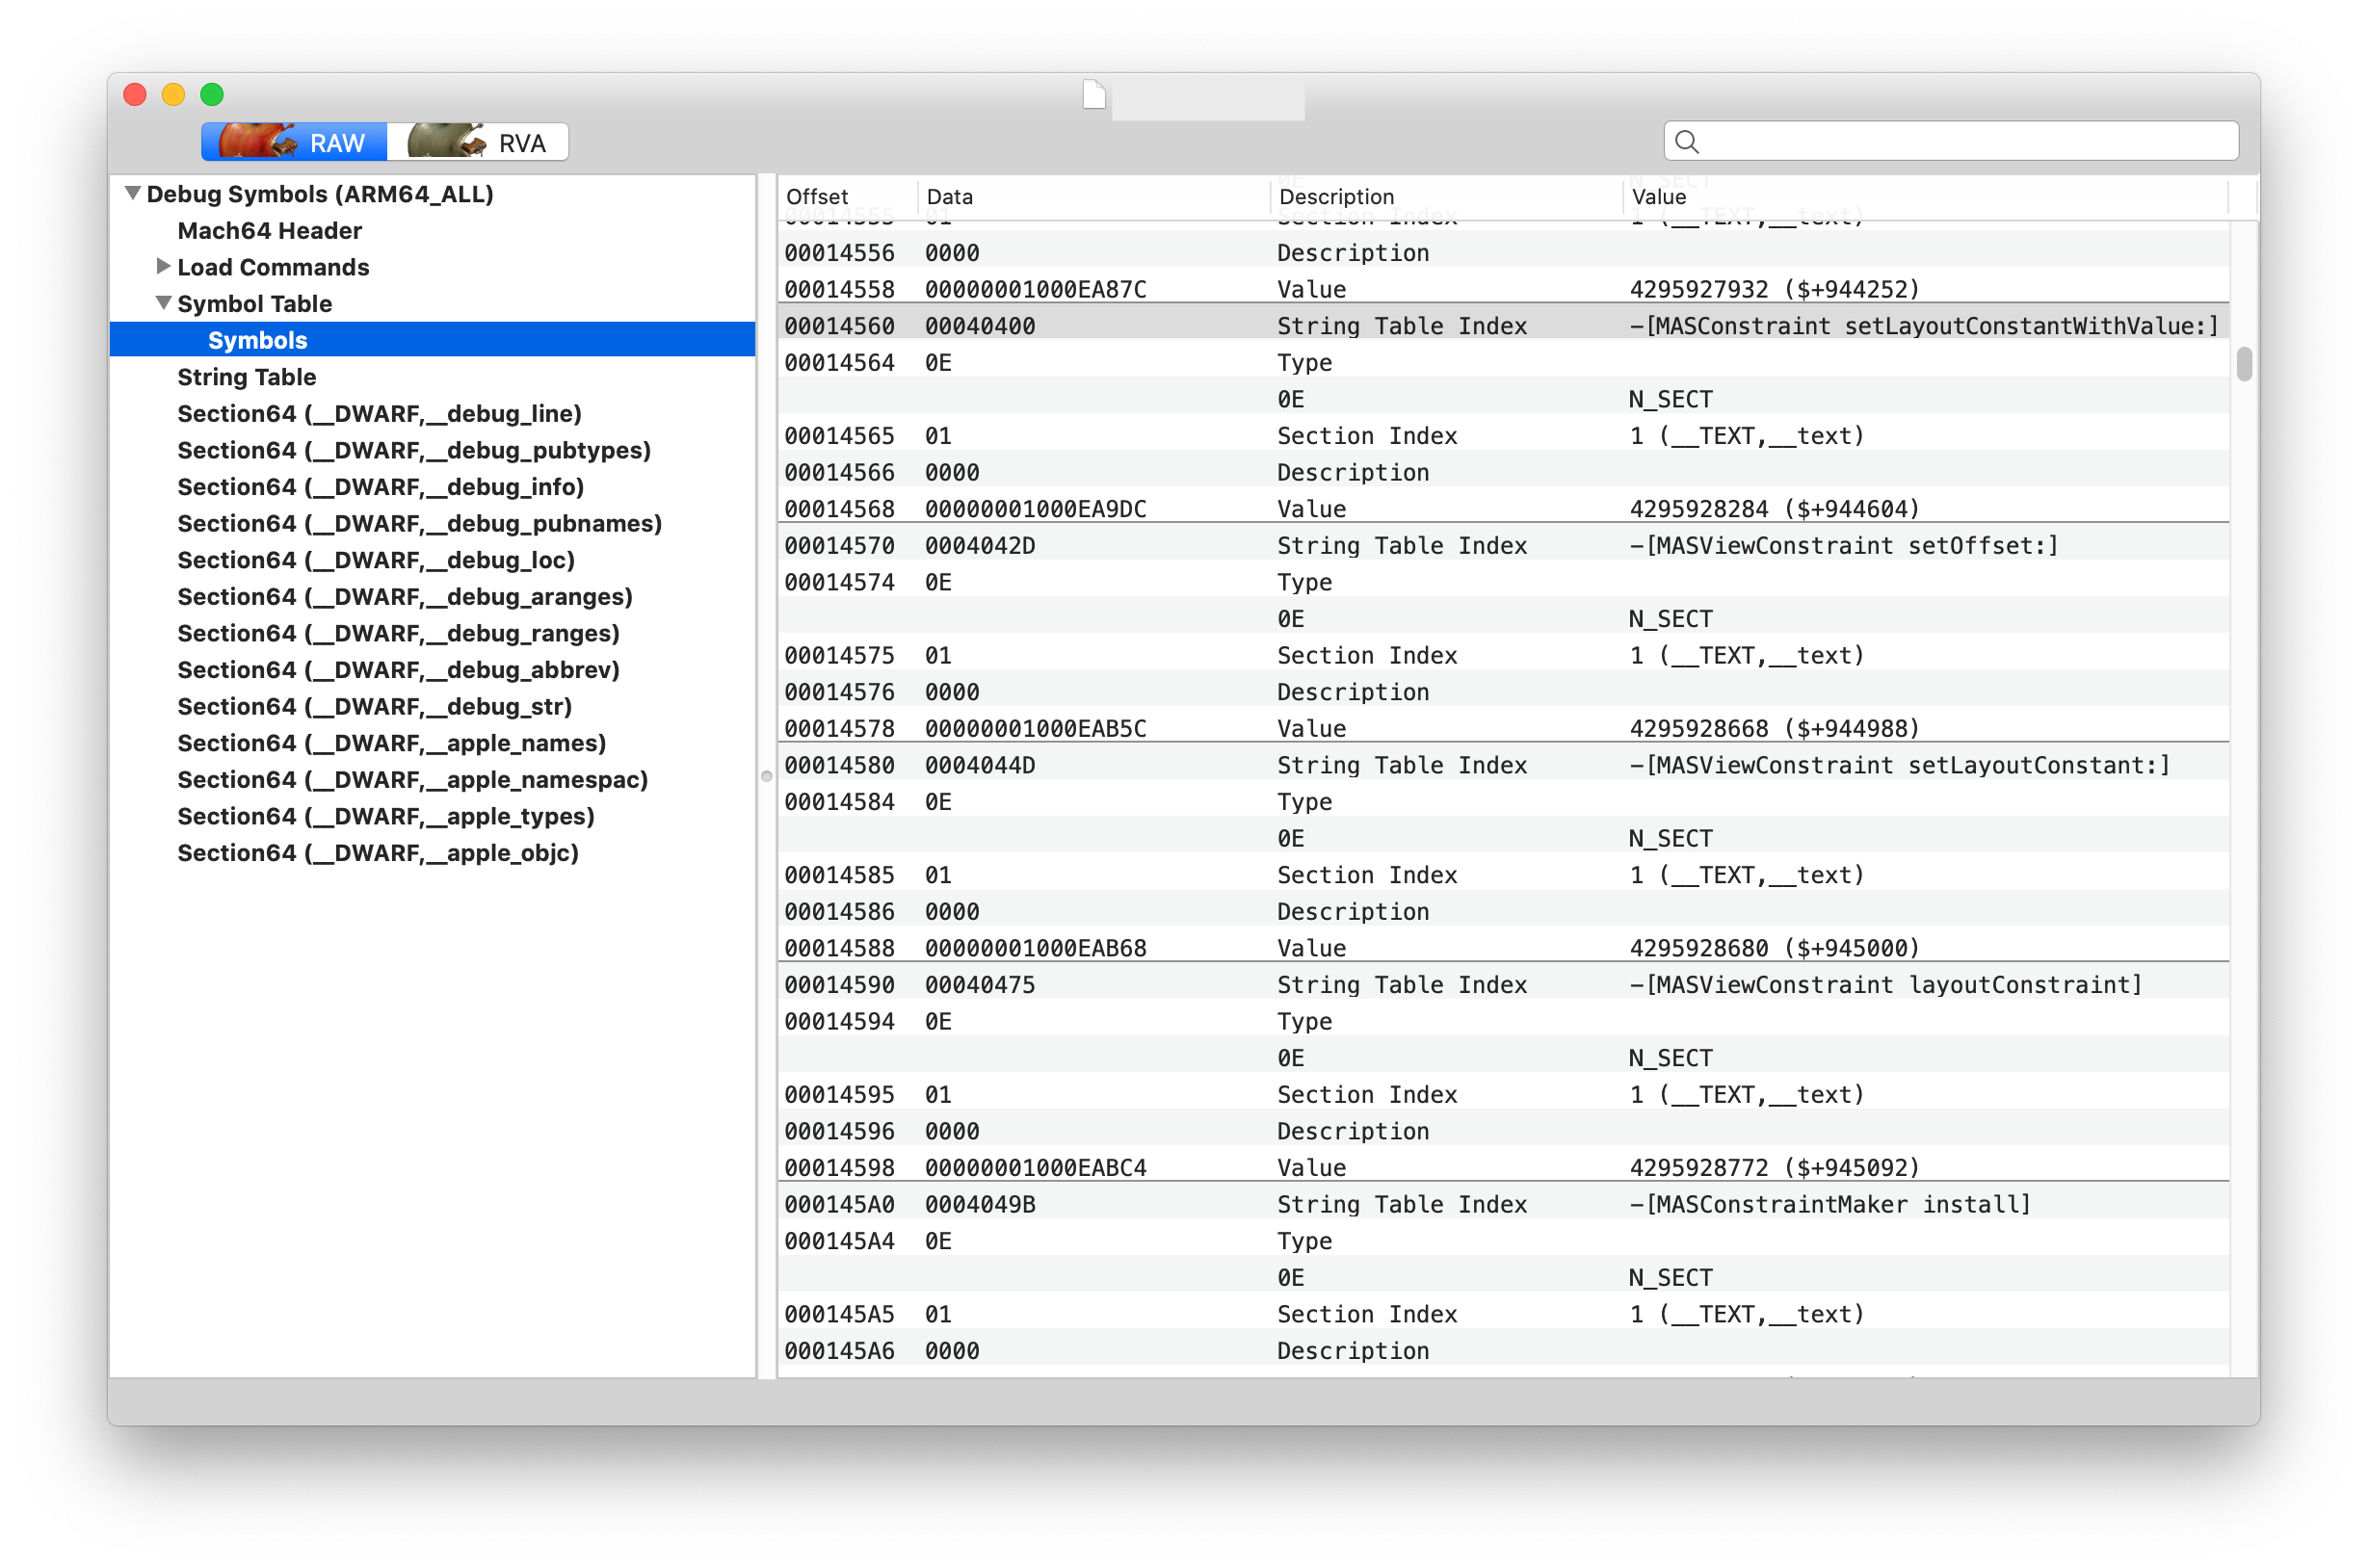 RAW RVA
Debug Symbols (ARM64_ALL)
Mach64 Header
Load Commands
Symbol Table
Symbols
String Table
Section64 (__DWARF,__debug_line)
Section64 (__DWARF,__debug_pubtypes)
Section64 (__DWARF,__debug_info)
Section64 (__DWARF,__debug_pubnames)
Section64 (__DWARF,__debug_loc)
Section64 (__DWARF,__debug_aranges)
Section64 (__DWARF,__debug_ranges)
Section64 (__DWARF,__debug_abbrev)
Section64 (__DWARF,__debug_str)
Section64 (__DWARF,__apple_names)
Section64 (__DWARF,__apple_namespac)
Section64 (__DWARF,__apple_types)
Section64 (__DWARF,__apple_objc)
Offset Data Description Value
00014555 01 Section Index 1 (__TEXT,__text)
00014556 0000 Description
00014558 00000001000EA87C Value 4295927932 ($+944252)
00014560 00040400 String Table Index -[MASConstraint setLayoutConstantWithValue:]
00014564 0E Type
0E N_SECT
00014565 01 Section Index 1 (__TEXT,__text)
00014566 0000 Description
00014568 00000001000EA9DC Value 4295928284 ($+944604)
00014570 0004042D String Table Index -[MASViewConstraint setOffset:]
00014574 0E Type
0E N_SECT
00014575 01 Section Index 1 (__TEXT,__text)
00014576 0000 Description
00014578 00000001000EAB5C Value 4295928668 ($+944988)
00014580 0004044D String Table Index -[MASViewConstraint setLayoutConstant:]
00014584 0E Type
0E N_SECT
00014585 01 Section Index 1 (__TEXT,__text)
00014586 0000 Description
00014588 00000001000EAB68 Value 4295928680 ($+945000)
00014590 00040475 String Table Index -[MASViewConstraint layoutConstraint]
00014594 0E Type
0E N_SECT
00014595 01 Section Index 1 (__TEXT,__text)
00014596 0000 Description
00014598 00000001000EABC4 Value 4295928772 ($+945092)
000145A0 0004049B String Table Index -[MASConstraintMaker install]
000145A4 0E Type
0E N_SECT
000145A5 01 Section Index 1 (__TEXT,__text)
000145A6 0000 Description